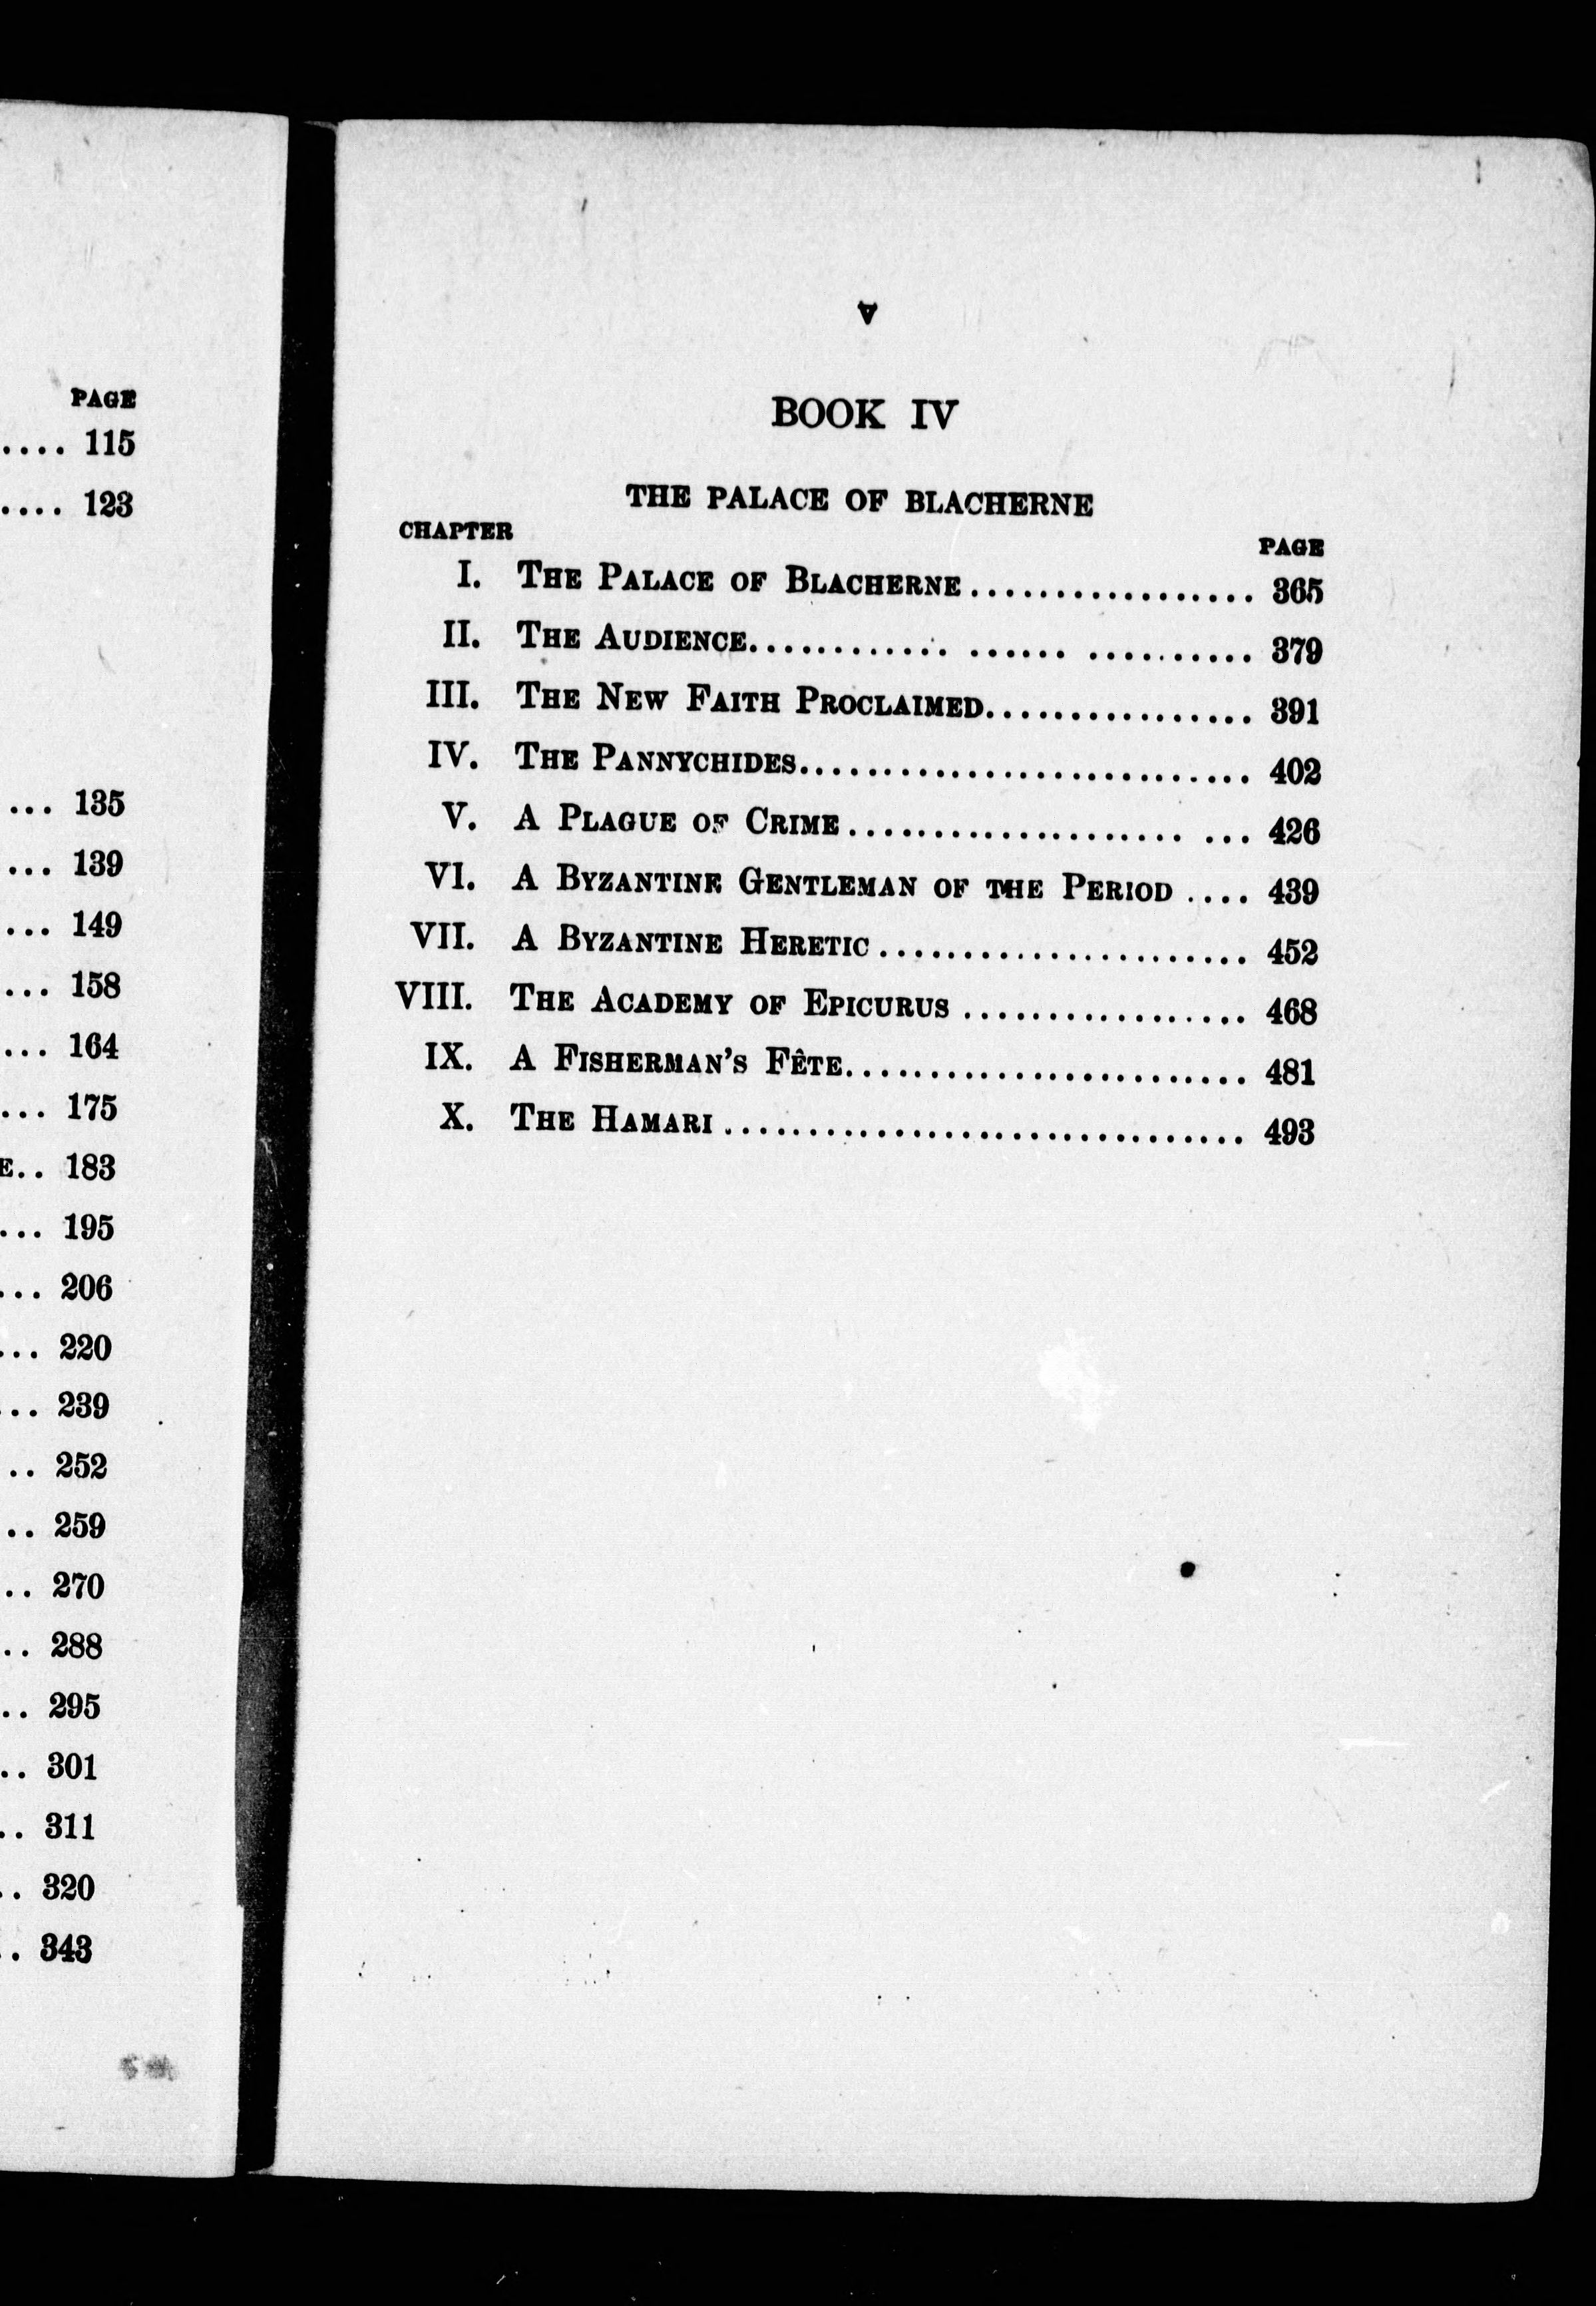 PAGE
.... 115
.... 123
... 135
... 139
... 149
... 158
... 164
... 175
E.. 183
... 195
... 206
... 220
... 239
.. 252
.. 259
.. 270
.. 288
.. 295
.. 301
.. 311
.. 320
.. 343
v
BOOK IV
THE PALACE OF BLACHERNE
CHAPTER PAGE
I. THE PALACE OF BLACHERNE................. 365
II. THE AUDIENCE............ ...... .......... 379
III. THE NEW FAITH PROCLAIMED................ 391
IV. THE PANNYCHIDES........................... 402
V. A PLAGUE OF CRIME.................... ... 426
VI. A BYZANTINE GENTLEMAN OF THE PERIOD .... 439
VII. A BYZANTINE HERETIC...................... 452
VIII. THE ACADEMY OF EPICURUS ................. 468
IX. A FISHERMAN'S FÊTE........................ 481
X. THE HAMARI............................... 493